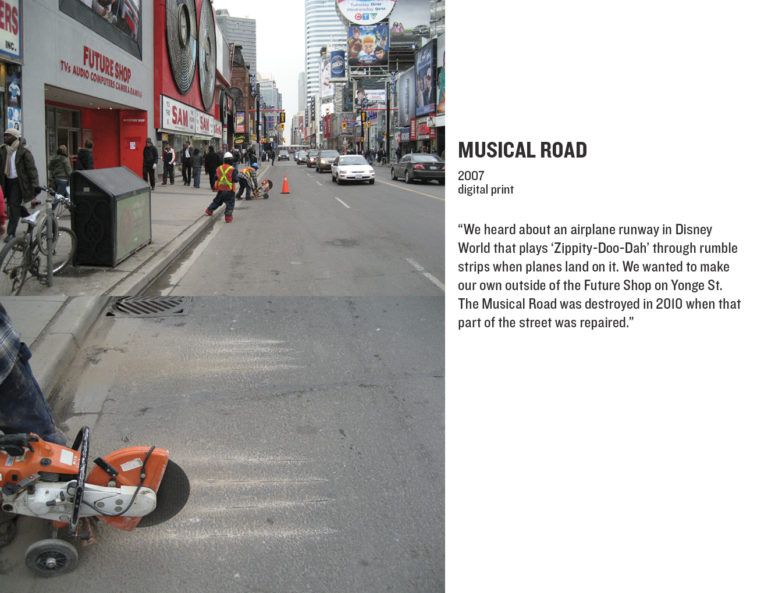 ERS
INC.
FUTURE SHOP
TVs AUDIO COMPUTERS CAMERAS
SAM
SAM
CTV
MUSICAL ROAD
2007
digital print
“We heard about an airplane runway in Disney
World that plays ‘Zippity-Doo-Dah’ through rumble
strips when planes land on it. We wanted to make
our own outside of the Future Shop on Yonge St.
The Musical Road was destroyed in 2010 when that
part of the street was repaired.”